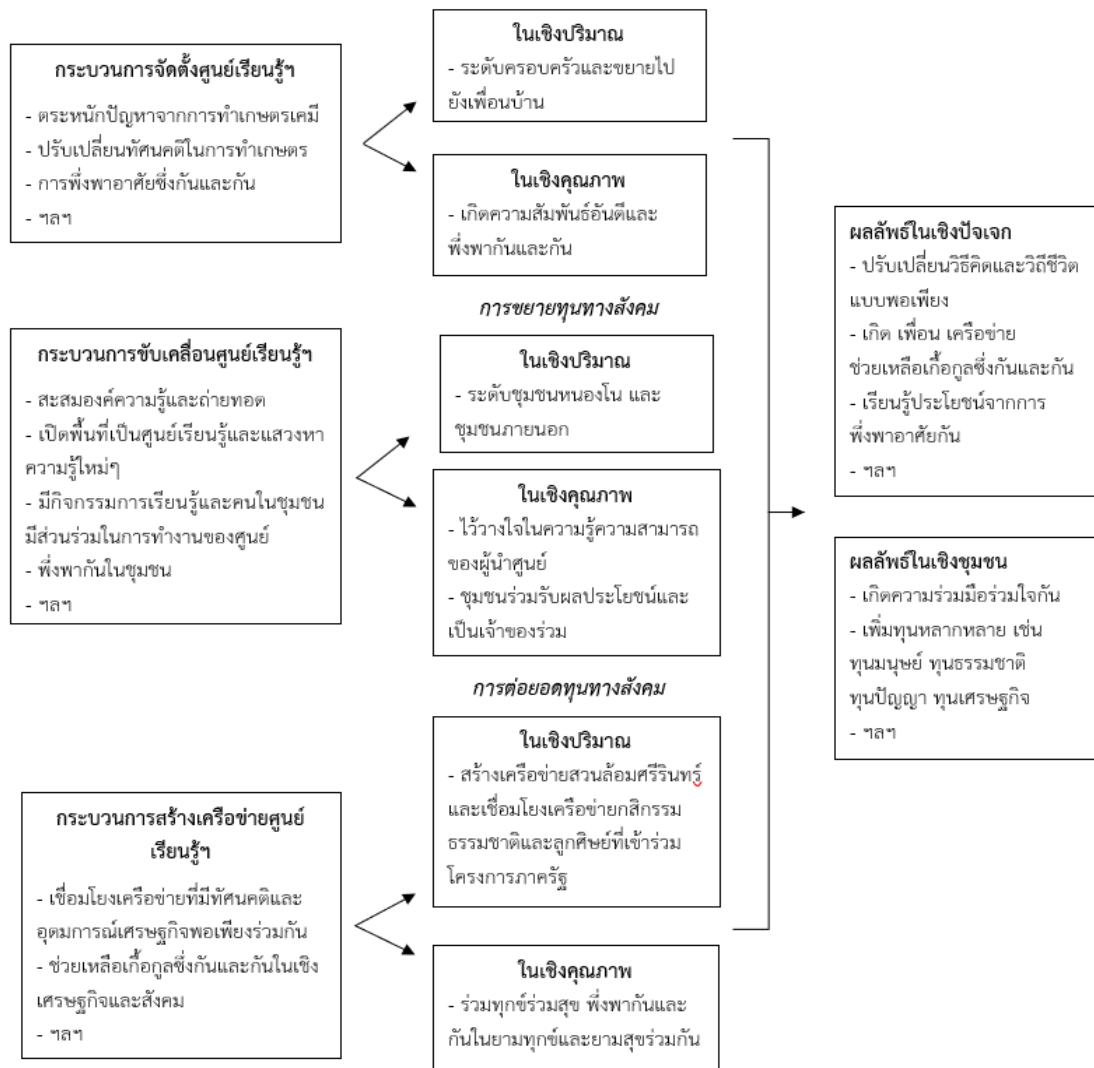 กระบวนการจัดตั้งศูนย์เรียนรู้ฯ
- ตระหนักปัญหาจากการทำเกษตรเคมี
- ปรับเปลี่ยนทัศนคติในการทำเกษตร
- การพึ่งพาอาศัยซึ่งกันและกัน
- ฯลฯ
ในเชิงปริมาณ
- ระดับครอบครัวและขยายไป
ยังเพื่อนบ้าน
ในเชิงคุณภาพ
- เกิดความสัมพันธ์อันดีและ
พึ่งพากันและกัน
การขยายทุนทางสังคม
กระบวนการขับเคลื่อนศูนย์เรียนรู้ฯ
- สะสมองค์ความรู้และถ่ายทอด
- เปิดพื้นที่เป็นศูนย์เรียนรู้และแสวงหา
ความรู้ใหม่ๆ
- มีกิจกรรมการเรียนรู้และคนในชุมชน
มีส่วนร่วมในการทำงานของศูนย์
- พึ่งพากันในชุมชน
- ฯลฯ
ในเชิงปริมาณ
- ระดับชุมชนหนองโน และ
ชุมชนภายนอก
ในเชิงคุณภาพ
- ไว้วางใจในความรู้ความสามารถ
ของผู้นำศูนย์
- ชุมชนร่วมรับผลประโยชน์และ
เป็นเจ้าของร่วม
การต่อยอดทุนทางสังคม
กระบวนการสร้างเครือข่ายศูนย์
เรียนรู้ฯ
- เชื่อมโยงเครือข่ายที่มีทัศนคติและ
อุดมการณ์เศรษฐกิจพอเพียงร่วมกัน
- ช่วยเหลือเกื้อกูลซึ่งกันและกันในเชิง
เศรษฐกิจและสังคม
- ฯลฯ
ในเชิงปริมาณ
- สร้างเครือข่ายสวนล้อมศรีรินทร์
และเชื่อมโยงเครือข่ายกสิกรรม
ธรรมชาติและลูกศิษย์ที่เข้าร่วม
โครงการภาครัฐ
ในเชิงคุณภาพ
- ร่วมทุกข์ร่วมสุข พึ่งพากันและ
กันในยามทุกข์และยามสุขร่วมกัน
ผลลัพธ์ในเชิงปัจเจก
- ปรับเปลี่ยนวิธีคิดและวิถีชีวิต
แบบพอเพียง
- เกิด เพื่อน เครือข่าย
ช่วยเหลือเกื้อกูลซึ่งกันและกัน
- เรียนรู้ประโยชน์จากการ
พึ่งพาอาศัยกัน
- ฯลฯ
ผลลัพธ์ในเชิงชุมชน
- เกิดความร่วมมือร่วมใจกัน
- เพิ่มทุนหลากหลาย เช่น
ทุนมนุษย์ ทุนธรรมชาติ
ทุนปัญญา ทุนเศรษฐกิจ
- ฯลฯ